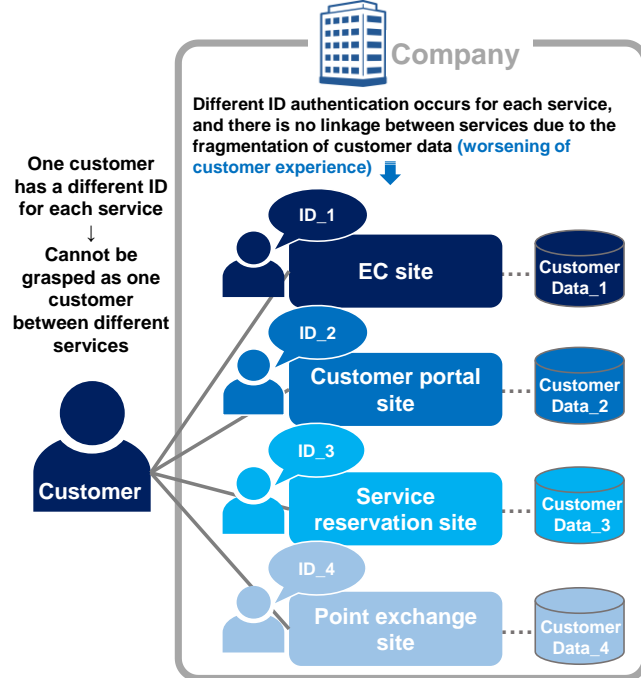 Company
Different ID authentication occurs for each service,
and there is no linkage between services due to the
fragmentation of customer data (worsening of
customer experience)
One customer
has a different ID
for each service
↓
Cannot be
grasped as one
customer
between different
services
Customer
ID_1
EC site
Customer
Data_1
ID_2
Customer portal
site
Customer
Data_2
ID_3
Service
reservation site
Customer
Data_3
ID_4
Point exchange
site
Customer
Data_4